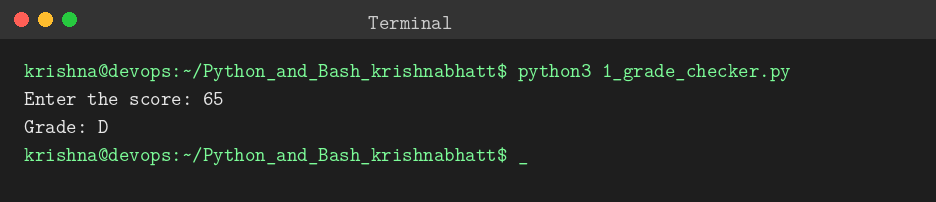 Terminal
krishna@devops:~/Python_and_Bash_krishnabhatt$ python3 1_grade_checker.py
Enter the score: 65
Grade: D
krishna@devops:~/Python_and_Bash_krishnabhatt$ _